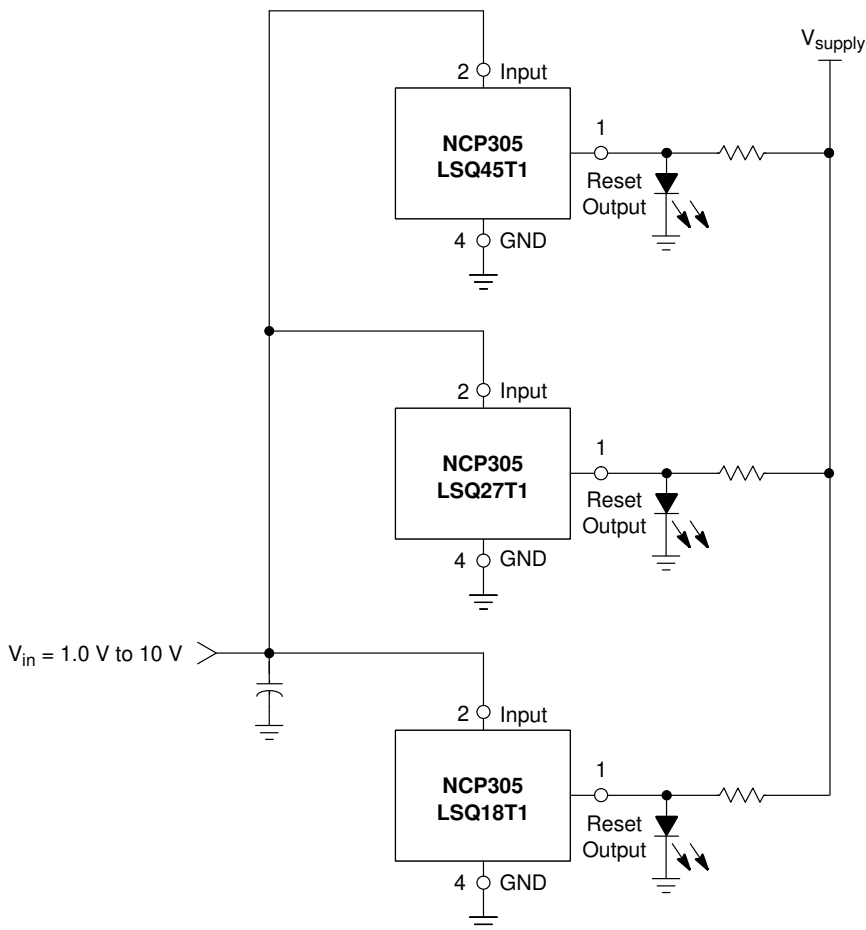 V_supply
2 Input
NCP305
LSQ45T1
1
Reset
Output
4 GND
2 Input
NCP305
LSQ27T1
1
Reset
Output
4 GND
V_in = 1.0 V to 10 V
2 Input
NCP305
LSQ18T1
1
Reset
Output
4 GND